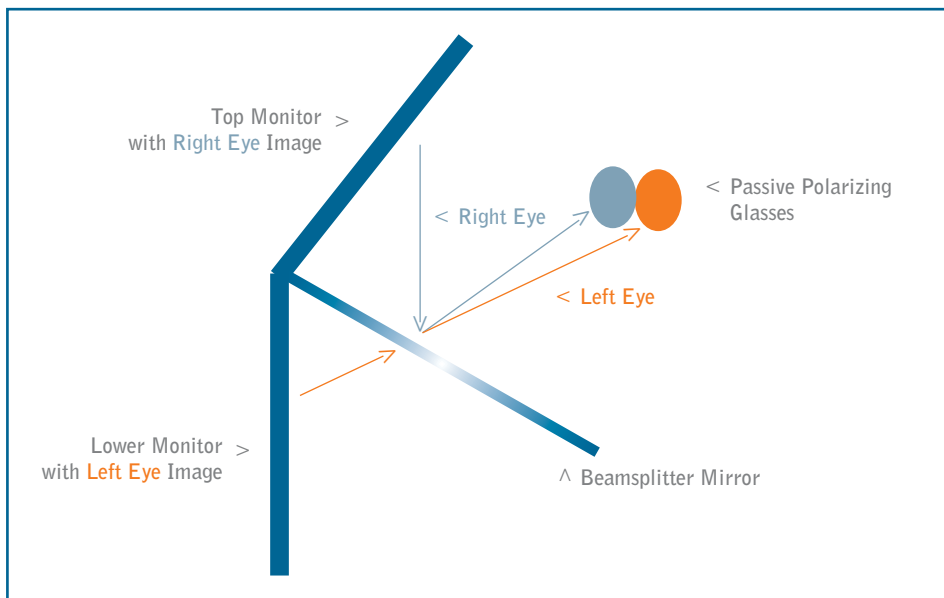 Top Monitor >
with Right Eye Image
< Right Eye
< Passive Polarizing
Glasses
< Left Eye
Lower Monitor >
with Left Eye Image
^ Beamsplitter Mirror